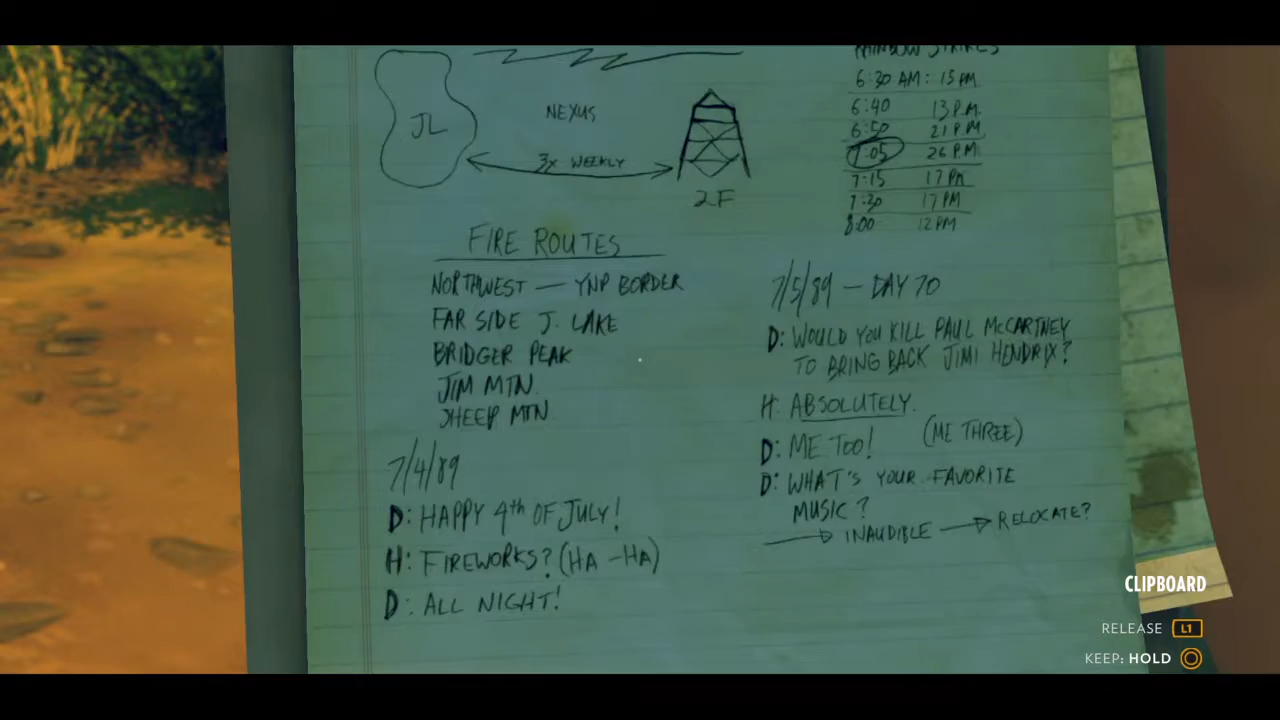 RAINBOW STRIKES
6:30 AM: 15 PM
6:40 13 P.M.
6:50 21 P.M
7:05 26 P.M
7:15 17 PM
7:30 17 PM
8:00 12 PM
JL
NEXUS
3x WEEKLY
2F
FIRE ROUTES
NORTHWEST — YNP BORDER
FAR SIDE J. LAKE
BRIDGER PEAK
JIM MTN.
SHEEP MTN
7/4/89
D: HAPPY 4th OF JULY!
H: FIREWORKS? (HA-HA)
D: ALL NIGHT!
7/5/89 — DAY 70
D: WOULD YOU KILL PAUL McCARTNEY
TO BRING BACK JIMI HENDRIX?
H: ABSOLUTELY.
D: ME TOO! (ME THREE)
D: WHAT'S YOUR FAVORITE
MUSIC?
→ INAUDIBLE → RELOCATE?
CLIPBOARD
RELEASE L1
KEEP: HOLD